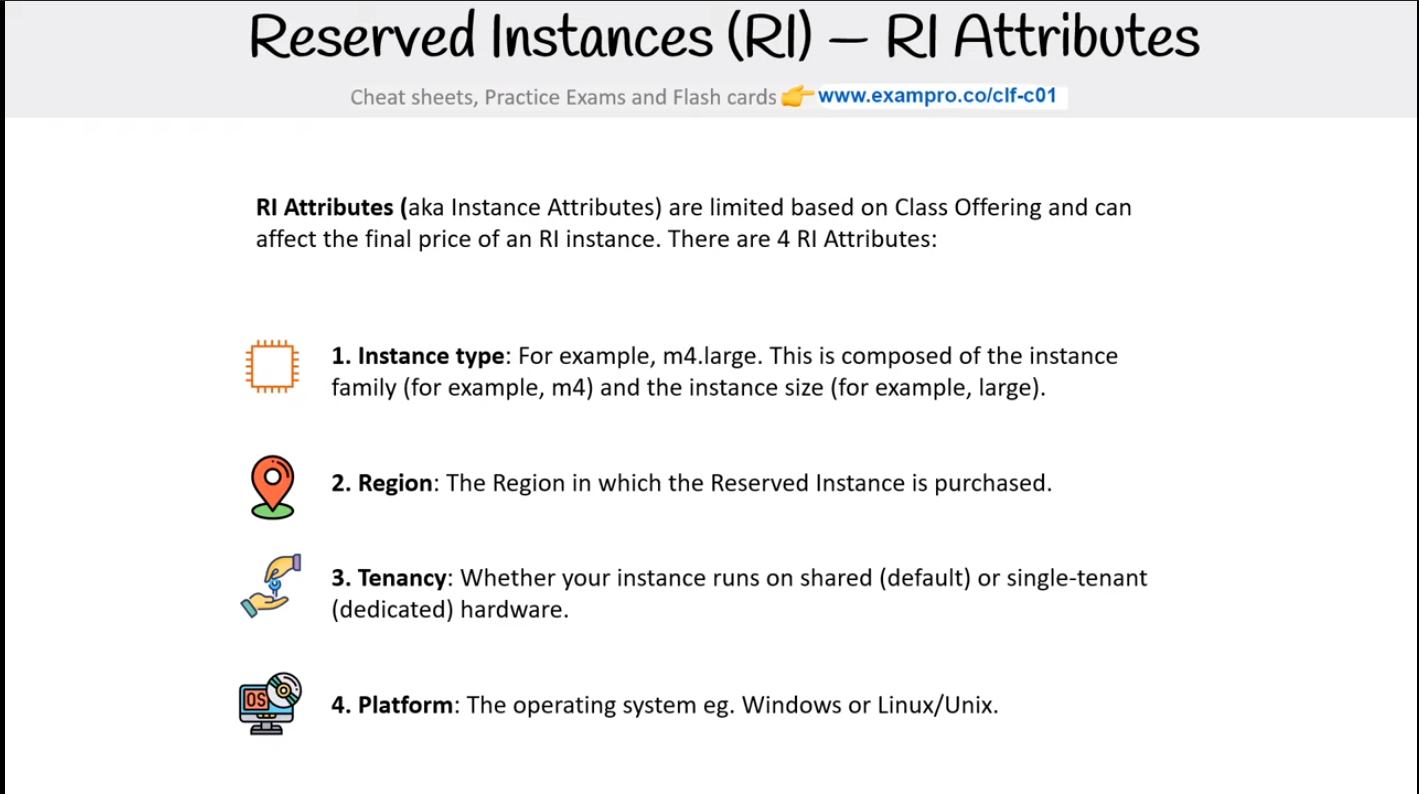 Reserved Instances (RI) – RI Attributes
Cheat sheets, Practice Exams and Flash cards 👉 www.exampro.co/clf-c01
RI Attributes (aka Instance Attributes) are limited based on Class Offering and can
affect the final price of an RI instance. There are 4 RI Attributes:
1. Instance type: For example, m4.large. This is composed of the instance
family (for example, m4) and the instance size (for example, large).
2. Region: The Region in which the Reserved Instance is purchased.
3. Tenancy: Whether your instance runs on shared (default) or single-tenant
(dedicated) hardware.
OS
4. Platform: The operating system eg. Windows or Linux/Unix.